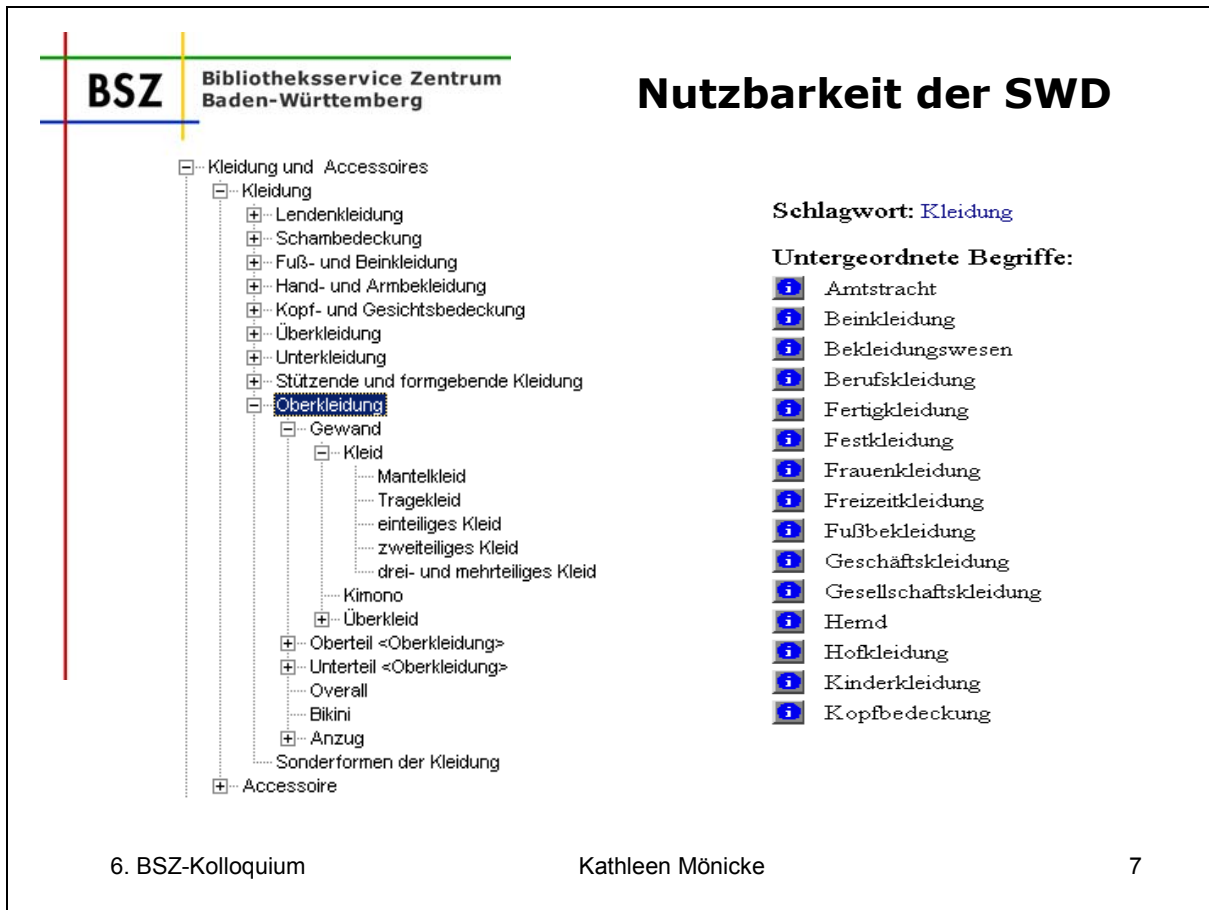 BSZ
Bibliotheksservice Zentrum
Baden-Württemberg
Nutzbarkeit der SWD
Kleidung und Accessoires
Kleidung
Lendenkleidung
Schambedeckung
Fuß- und Beinkleidung
Hand- und Armbekleidung
Kopf- und Gesichtsbedeckung
Überkleidung
Unterkleidung
Stützende und formgebende Kleidung
Oberkleidung
Gewand
Kleid
Mantelkleid
Tragekleid
einteiliges Kleid
zweiteiliges Kleid
drei- und mehrteiliges Kleid
Kimono
Überkleid
Oberteil <Oberkleidung>
Unterteil <Oberkleidung>
Overall
Bikini
Anzug
Sonderformen der Kleidung
Accessoire
Schlagwort: Kleidung
Untergeordnete Begriffe:
Amtstracht
Beinkleidung
Bekleidungswesen
Berufskleidung
Fertigkleidung
Festkleidung
Frauenkleidung
Freizeitkleidung
Fußbekleidung
Geschäftskleidung
Gesellschaftskleidung
Hemd
Hofkleidung
Kinderkleidung
Kopfbedeckung
6. BSZ-Kolloquium
Kathleen Mönicke
7